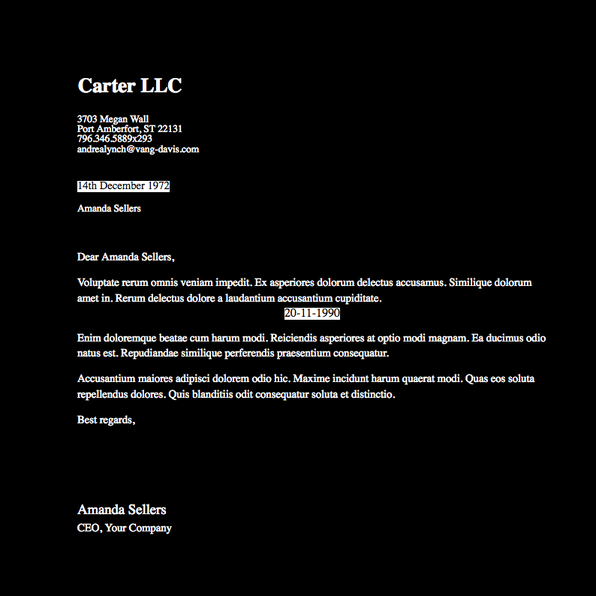 Carter LLC
3703 Megan Wall
Port Amberfort, ST 22131
796.346.5889x293
andrealynch@vang-davis.com
14th December 1972
Amanda Sellers
Dear Amanda Sellers,
Voluptate rerum omnis veniam impedit. Ex asperiores dolorum delectus accusamus. Similique dolorum
amet in. Rerum delectus dolore a laudantium accusantium cupiditate.
20-11-1990
Enim doloremque beatae cum harum modi. Reiciendis asperiores at optio modi magnam. Ea ducimus odio
natus est. Repudiandae similique perferendis praesentium consequatur.
Accusantium maiores adipisci dolorem odio hic. Maxime incidunt harum quaerat modi. Quas eos soluta
repellendus dolores. Quis blanditiis odit consequatur soluta et distinctio.
Best regards,
Amanda Sellers
CEO, Your Company